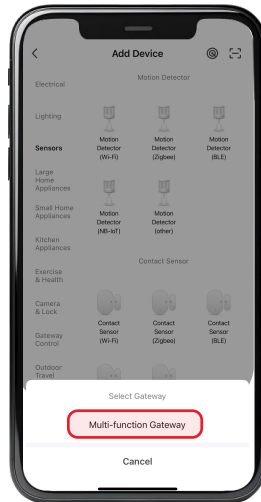 Add Device
Electrical
Lighting
Sensors
Large
Home
Appliances
Small Home
Appliances
Kitchen
Appliances
Exercise
& Health
Camera
& Lock
Gateway
Control
Outdoor
Travel
Motion Detector
Motion
Detector
(Wi-Fi)
Motion
Detector
(Zigbee)
Motion
Detector
(BLE)
Motion
Detector
(NB-IoT)
Motion
Detector
(other)
Contact Sensor
Contact
Sensor
(Wi-Fi)
Contact
Sensor
(Zigbee)
Contact
Sensor
(BLE)
Select Gateway
Multi-function Gateway
Cancel